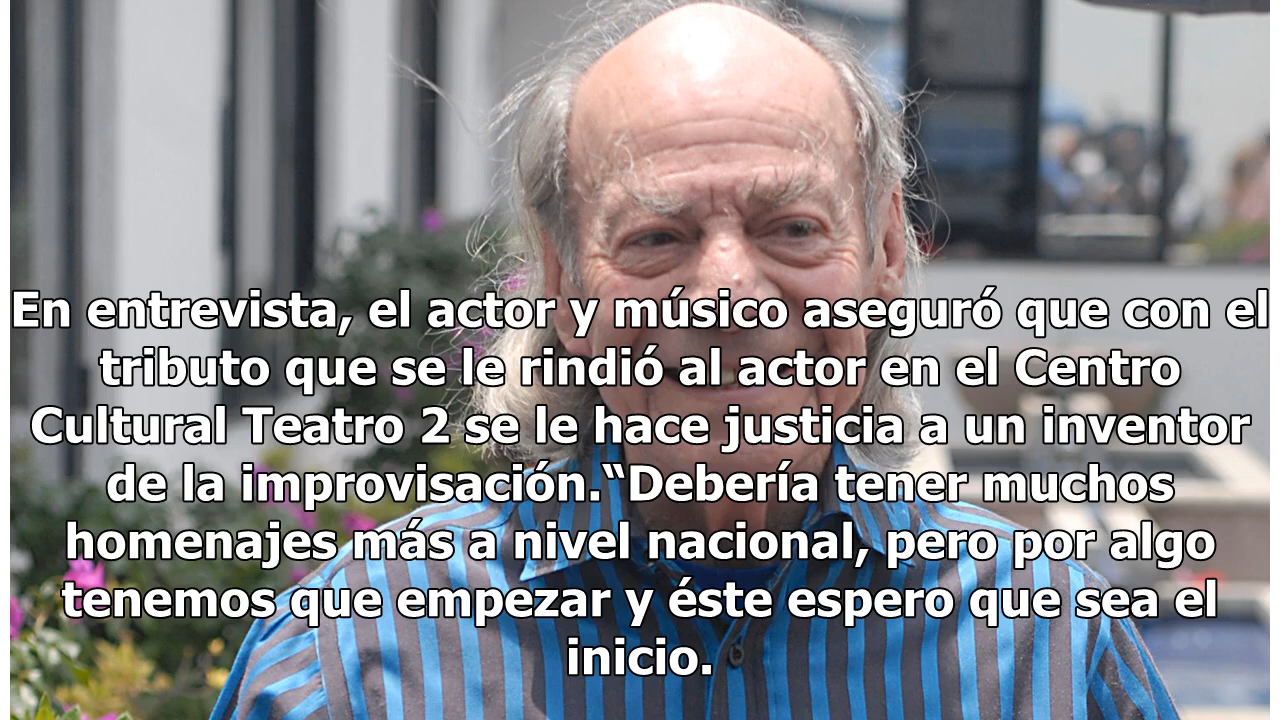 En entrevista, el actor y músico aseguró que con el
tributo que se le rindió al actor en el Centro
Cultural Teatro 2 se le hace justicia a un inventor
de la improvisación.“Debería tener muchos
homenajes más a nivel nacional, pero por algo
tenemos que empezar y éste espero que sea el
inicio.